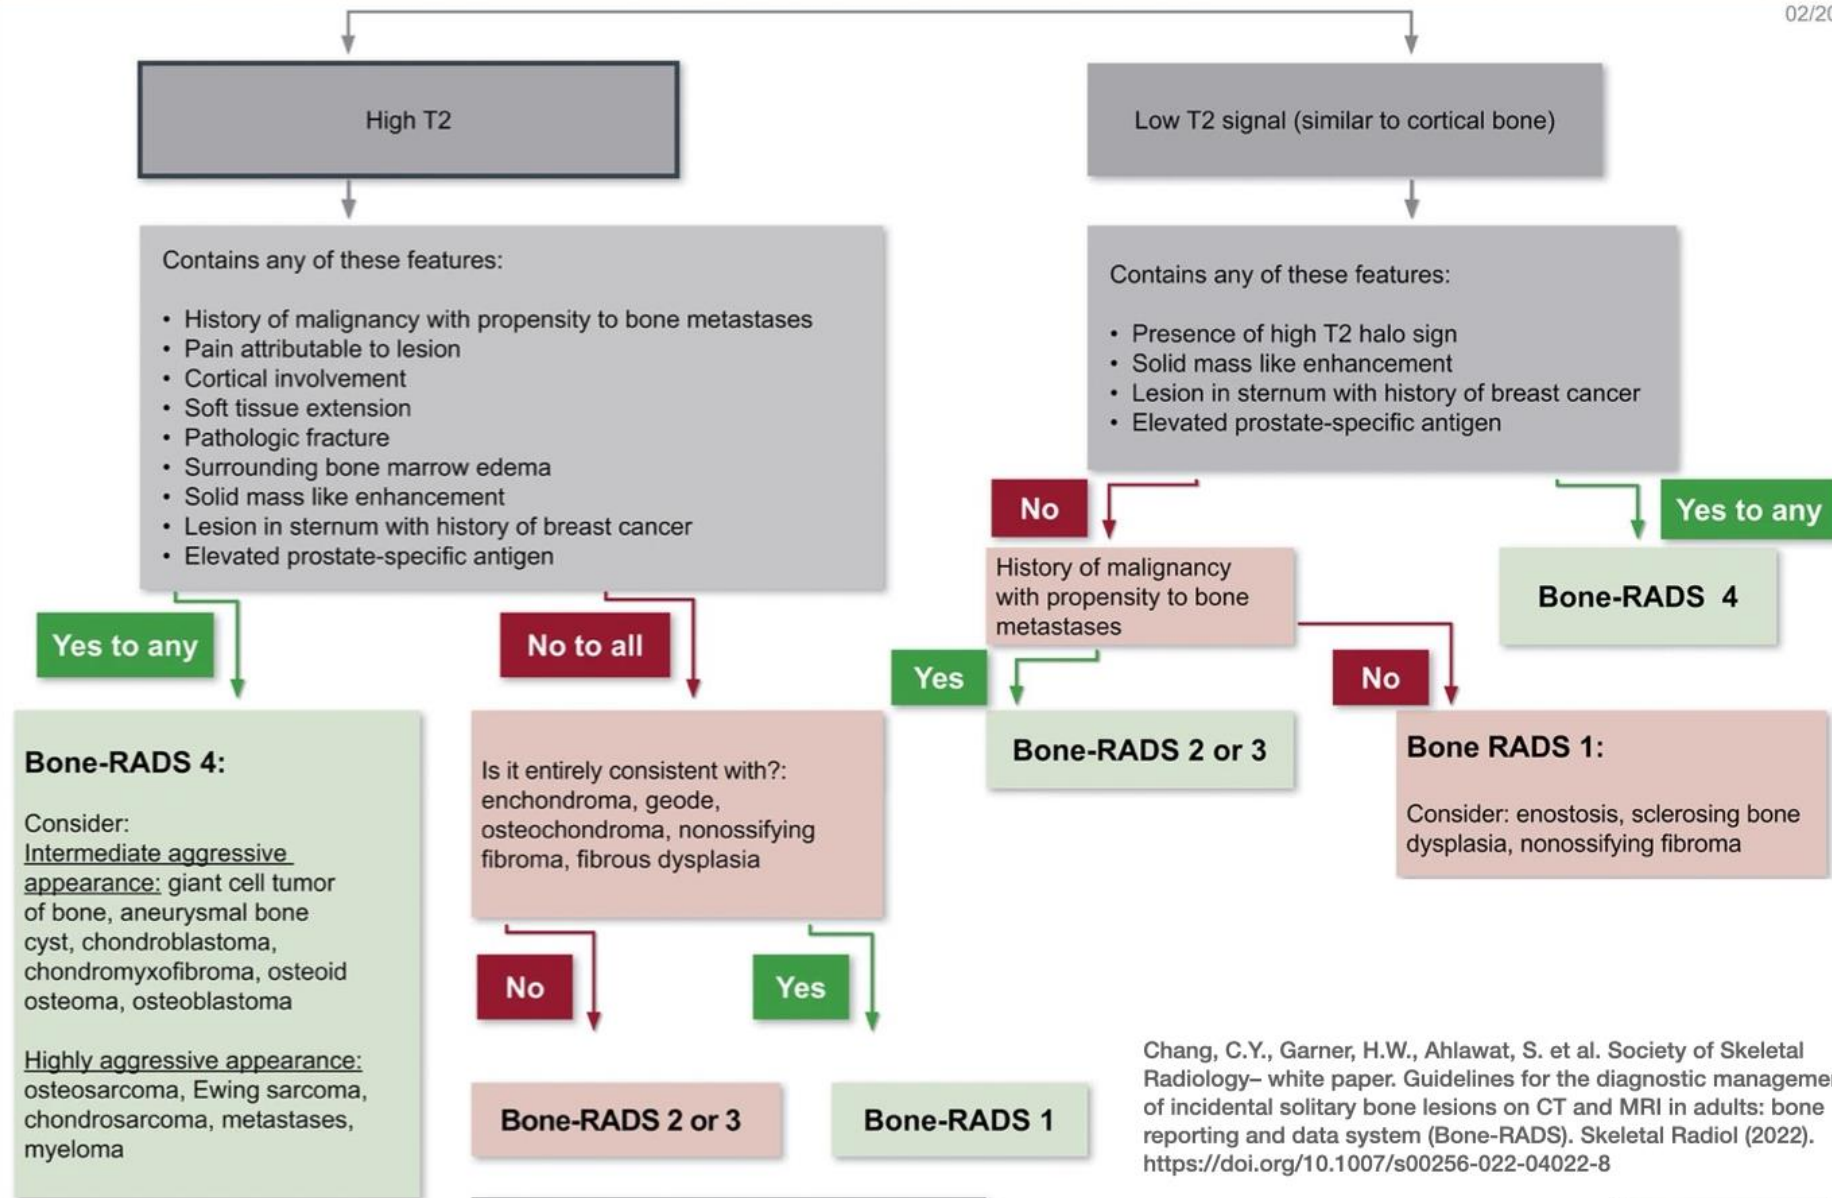 02/20
High T2
Low T2 signal (similar to cortical bone)
Contains any of these features:
• History of malignancy with propensity to bone metastases
• Pain attributable to lesion
• Cortical involvement
• Soft tissue extension
• Pathologic fracture
• Surrounding bone marrow edema
• Solid mass like enhancement
• Lesion in sternum with history of breast cancer
• Elevated prostate-specific antigen
Contains any of these features:
• Presence of high T2 halo sign
• Solid mass like enhancement
• Lesion in sternum with history of breast cancer
• Elevated prostate-specific antigen
No
Yes to any
History of malignancy
with propensity to bone
metastases
Bone-RADS 4
Yes to any
No to all
Yes
No
Bone-RADS 4:
Consider:
Intermediate aggressive
appearance: giant cell tumor
of bone, aneurysmal bone
cyst, chondroblastoma,
chondromyxofibroma, osteoid
osteoma, osteoblastoma
Highly aggressive appearance:
osteosarcoma, Ewing sarcoma,
chondrosarcoma, metastases,
myeloma
Is it entirely consistent with?:
enchondroma, geode,
osteochondroma, nonossifying
fibroma, fibrous dysplasia
Bone-RADS 2 or 3
Bone RADS 1:
Consider: enostosis, sclerosing bone
dysplasia, nonossifying fibroma
No
Yes
Bone-RADS 2 or 3
Bone-RADS 1
Chang, C.Y., Garner, H.W., Ahlawat, S. et al. Society of Skeletal
Radiology– white paper. Guidelines for the diagnostic manageme
of incidental solitary bone lesions on CT and MRI in adults: bone
reporting and data system (Bone-RADS). Skeletal Radiol (2022).
https://doi.org/10.1007/s00256-022-04022-8